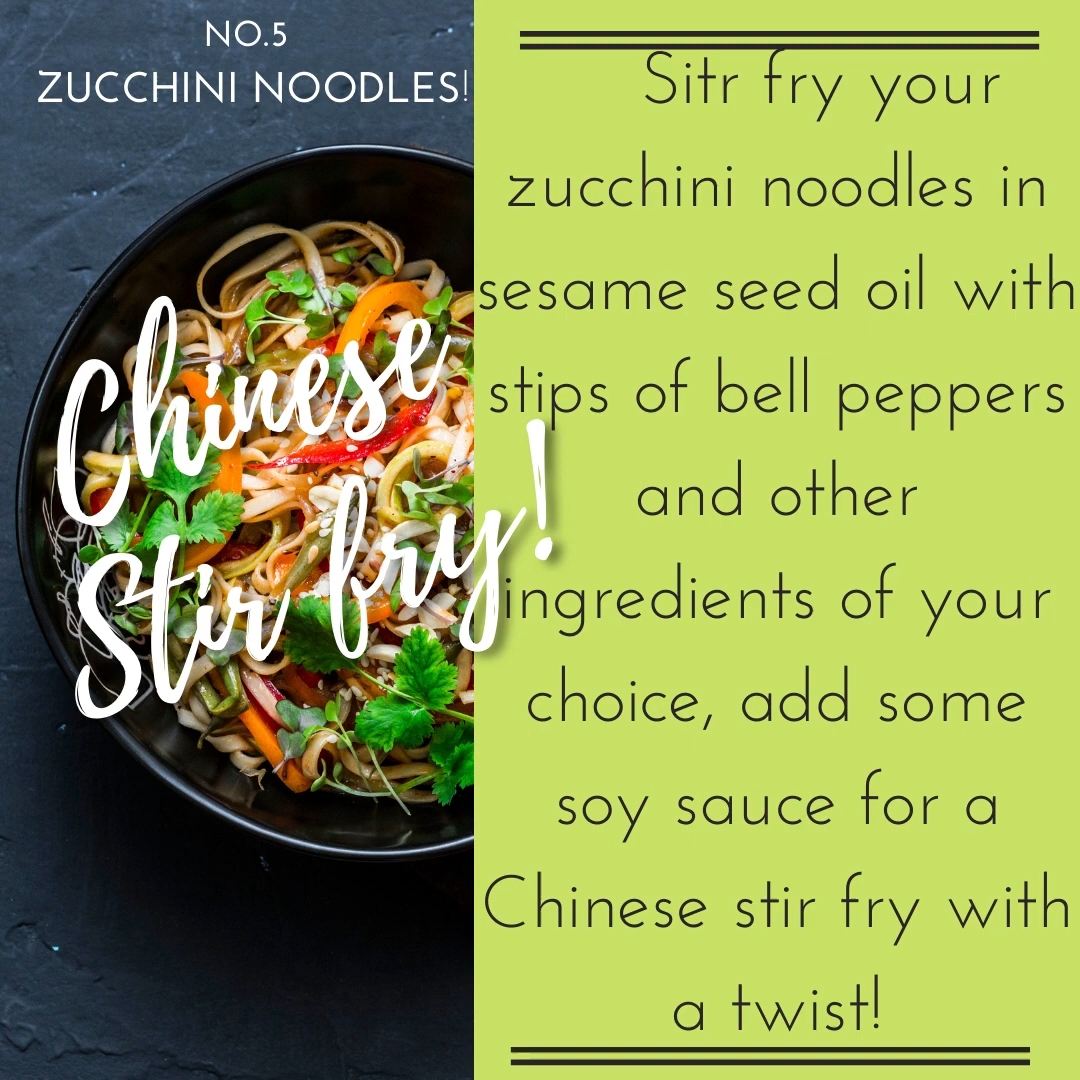 NO.5
ZUCCHINI NOODLES!
Chinese
Stir fry!
Sitr fry your
zucchini noodles in
sesame seed oil with
stips of bell peppers
and other
ingredients of your
choice, add some
soy sauce for a
Chinese stir fry with
a twist!